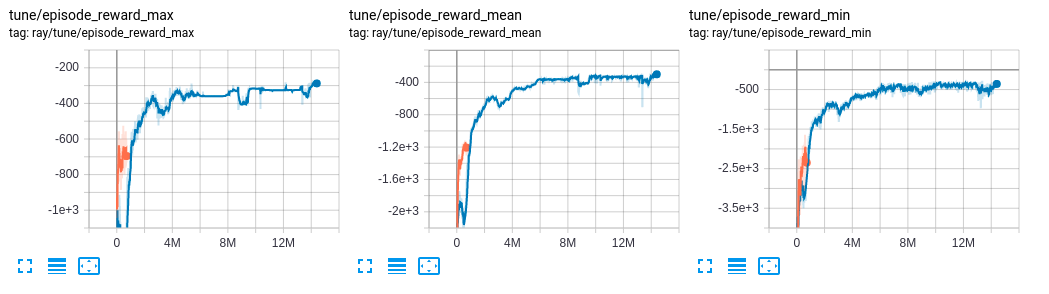 tune/episode_reward_max
tag: ray/tune/episode_reward_max
-200
-400
-600
-800
-1e+3
0 4M 8M 12M
tune/episode_reward_mean
tag: ray/tune/episode_reward_mean
-400
-800
-1.2e+3
-1.6e+3
-2e+3
0 4M 8M 12M
tune/episode_reward_min
tag: ray/tune/episode_reward_min
-500
-1.5e+3
-2.5e+3
-3.5e+3
0 4M 8M 12M